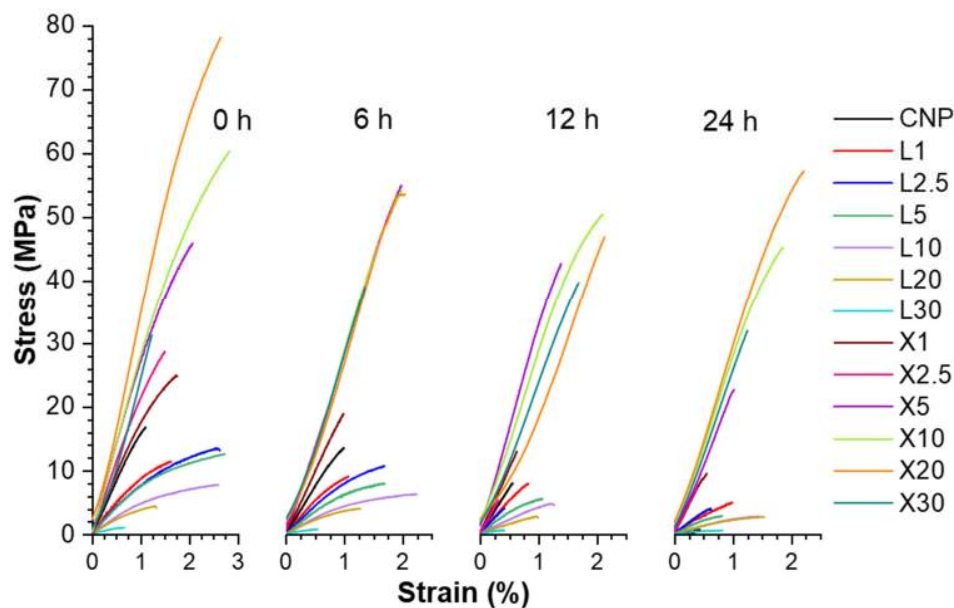 80
70
60
50
40
30
20
10
0
Stress (MPa)
0 h
6 h
12 h
24 h
0 1 2 3
0 1 2
0 1 2
0 1 2
Strain (%)
CNP
L1
L2.5
L5
L10
L20
L30
X1
X2.5
X5
X10
X20
X30